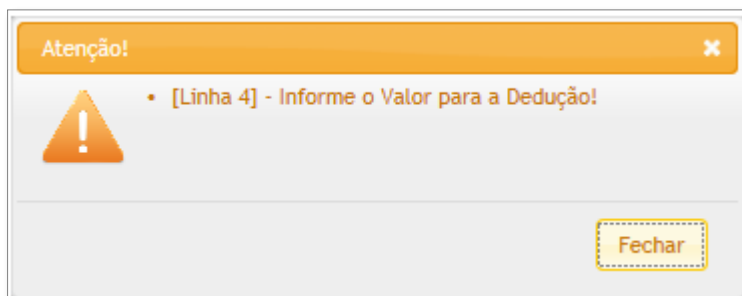 Atenção!
• [Linha 4] - Informe o Valor para a Dedução!
Fechar